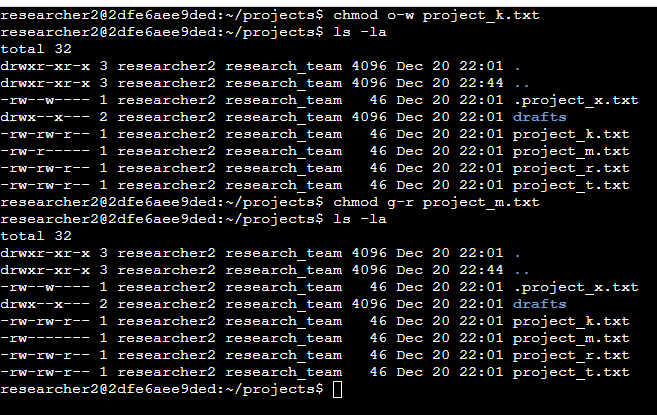 researcher2@2dfe6aee9ded:~/projects$ chmod o-w project_k.txt
researcher2@2dfe6aee9ded:~/projects$ ls -la
total 32
drwxr-xr-x 3 researcher2 research_team 4096 Dec 20 22:01 .
drwxr-xr-x 3 researcher2 research_team 4096 Dec 20 22:44 ..
-rw--w---- 1 researcher2 research_team   46 Dec 20 22:01 .project_x.txt
drwx--x--- 2 researcher2 research_team 4096 Dec 20 22:01 drafts
-rw-rw-r-- 1 researcher2 research_team   46 Dec 20 22:01 project_k.txt
-rw-r----- 1 researcher2 research_team   46 Dec 20 22:01 project_m.txt
-rw-rw-r-- 1 researcher2 research_team   46 Dec 20 22:01 project_r.txt
-rw-rw-r-- 1 researcher2 research_team   46 Dec 20 22:01 project_t.txt
researcher2@2dfe6aee9ded:~/projects$ chmod g-r project_m.txt
researcher2@2dfe6aee9ded:~/projects$ ls -la
total 32
drwxr-xr-x 3 researcher2 research_team 4096 Dec 20 22:01 .
drwxr-xr-x 3 researcher2 research_team 4096 Dec 20 22:44 ..
-rw--w---- 1 researcher2 research_team   46 Dec 20 22:01 .project_x.txt
drwx--x--- 2 researcher2 research_team 4096 Dec 20 22:01 drafts
-rw-rw-r-- 1 researcher2 research_team   46 Dec 20 22:01 project_k.txt
-rw------- 1 researcher2 research_team   46 Dec 20 22:01 project_m.txt
-rw-rw-r-- 1 researcher2 research_team   46 Dec 20 22:01 project_r.txt
-rw-rw-r-- 1 researcher2 research_team   46 Dec 20 22:01 project_t.txt
researcher2@2dfe6aee9ded:~/projects$